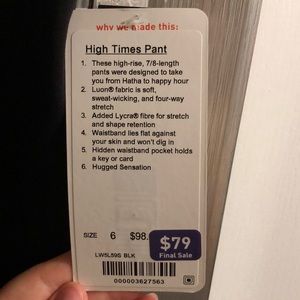 why we made this:
High Times Pant
1. These high-rise, 7/8-length
pants were designed to take
you from Hatha to happy hour
2. Luon® fabric is soft,
sweat-wicking, and four-way
stretch
3. Added Lycra® fibre for stretch
and shape retention
4. Waistband lies flat against
your skin and won't dig in
5. Hidden waistband pocket holds
a key or card
6. Hugged Sensation
SIZE 6 $98.
$79
Final Sale
LW5L59S BLK
000003627563